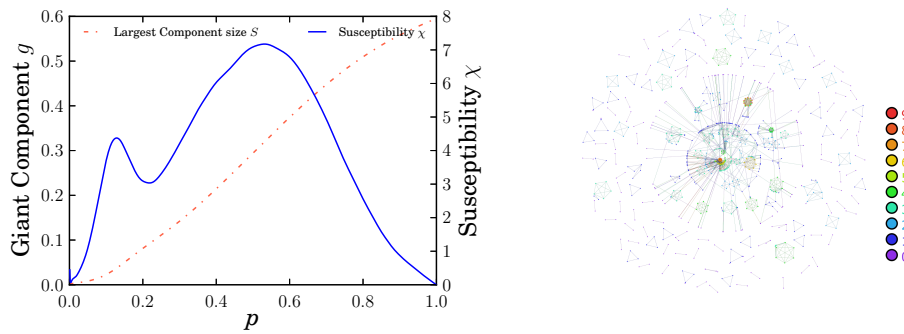 Largest Component size S
Susceptibility χ
Giant Component g
0.6
0.5
0.4
0.3
0.2
0.1
0.0
8
7
6
5
4
3
2
1
0
Susceptibility χ
0.0 0.2 0.4 0.6 0.8 1.0
p